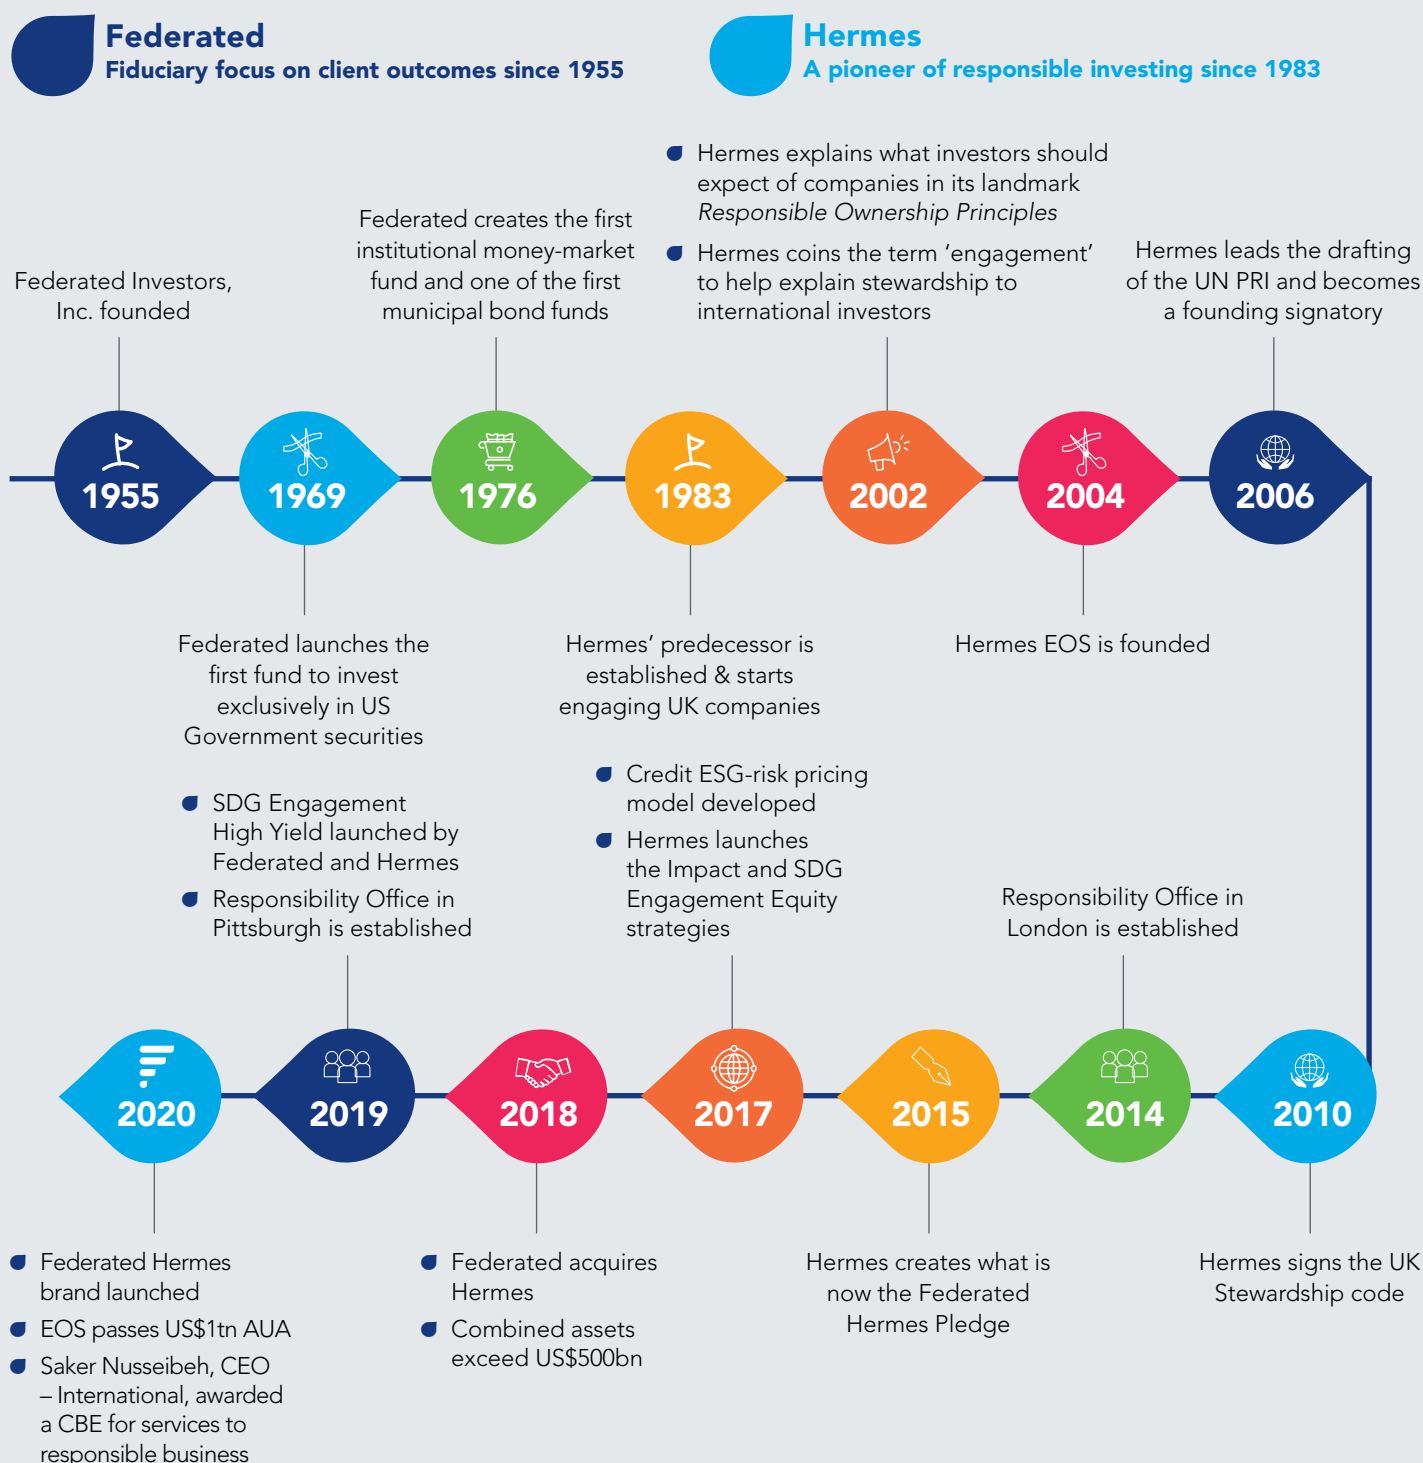 Federated
Fiduciary focus on client outcomes since 1955
Hermes
A pioneer of responsible investing since 1983
Federated Investors,
Inc. founded
Federated creates the first
institutional money-market
fund and one of the first
municipal bond funds
Hermes explains what investors should
expect of companies in its landmark
Responsible Ownership Principles
Hermes coins the term ‘engagement’
to help explain stewardship to
international investors
Hermes leads the drafting
of the UN PRI and becomes
a founding signatory
1955
1969
1976
1983
2002
2004
2006
Federated launches the
first fund to invest
exclusively in US
Government securities
Hermes’ predecessor is
established & starts
engaging UK companies
Hermes EOS is founded
SDG Engagement
High Yield launched by
Federated and Hermes
Responsibility Office in
Pittsburgh is established
Credit ESG-risk pricing
model developed
Hermes launches
the Impact and SDG
Engagement Equity
strategies
Responsibility Office in
London is established
2020
2019
2018
2017
2015
2014
2010
Federated Hermes
brand launched
EOS passes US$1tn AUA
Saker Nusseibeh, CEO
– International, awarded
a CBE for services to
responsible business
Federated acquires
Hermes
Combined assets
exceed US$500bn
Hermes creates what is
now the Federated
Hermes Pledge
Hermes signs the UK
Stewardship code